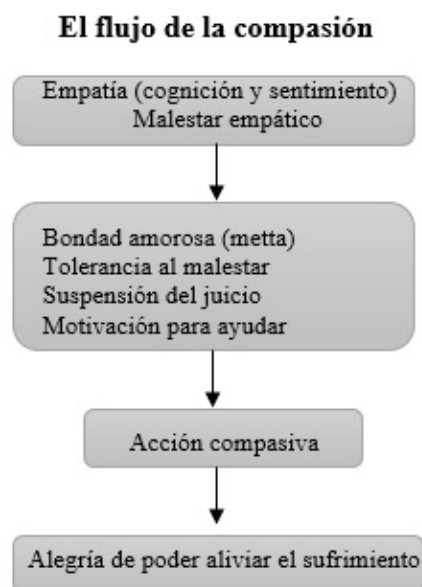 El flujo de la compasión
Empatía (cognición y sentimiento)
Malestar empático
Bondad amorosa (metta)
Tolerancia al malestar
Suspensión del juicio
Motivación para ayudar
Acción compasiva
Alegría de poder aliviar el sufrimiento